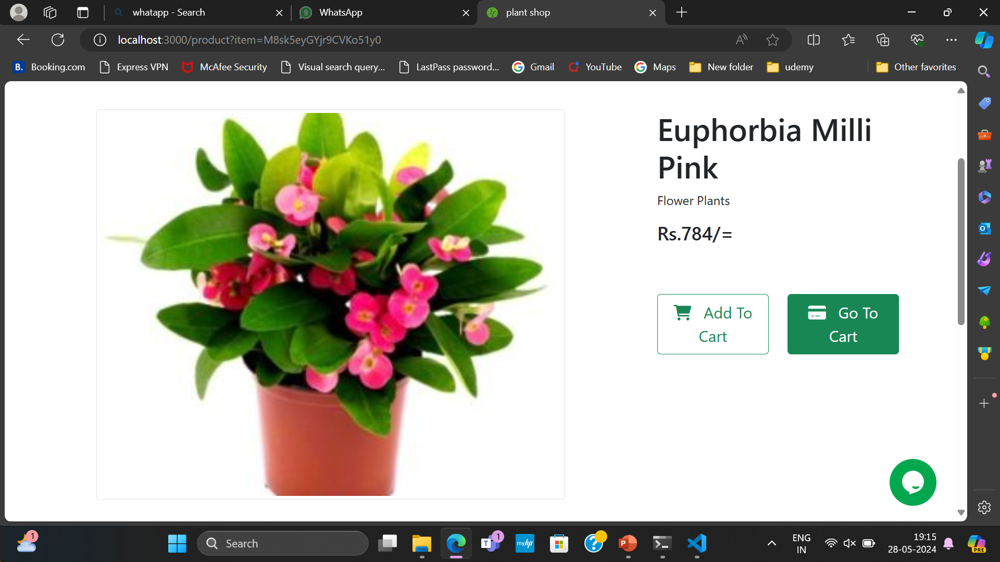 whatapp - Search
WhatsApp
plant shop
localhost:3000/product?item=M8sk5eyGYjr9CVKo51y0
Booking.com
Express VPN
McAfee Security
Visual search query...
LastPass password...
Gmail
YouTube
Maps
New folder
udemy
Other favorites
Euphorbia Milli
Pink
Flower Plants
Rs.784/=
Add To
Cart
Go To
Cart
1
Search
1
myhp
ENG
IN
19:15
28-05-2024
PRE